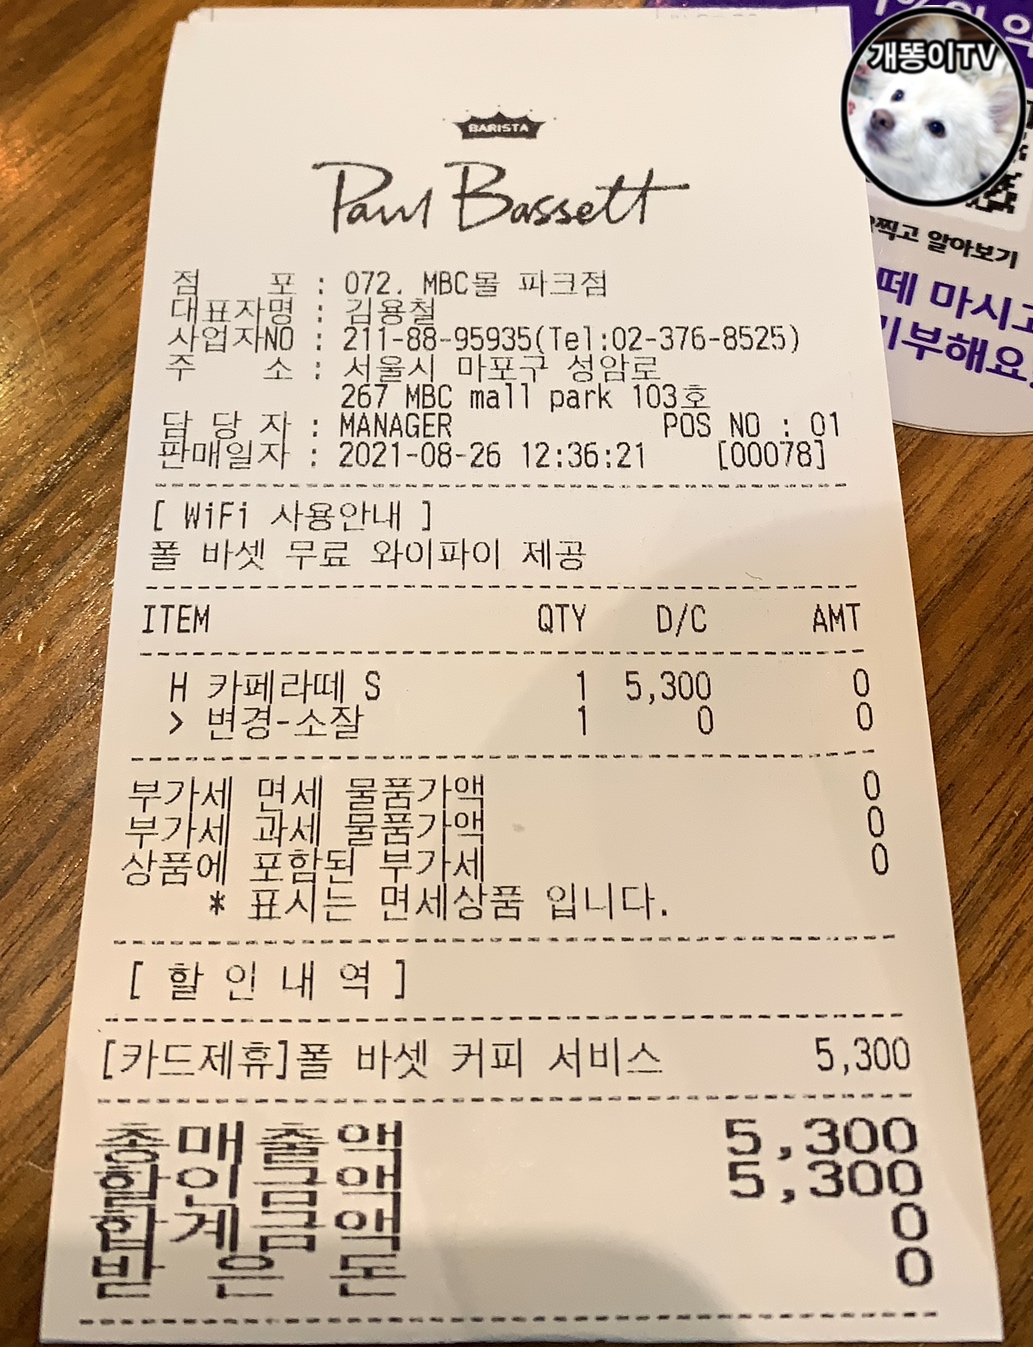 개똥이TV
찍고 알아보기
떼 마시고
기부해요
BARISTA
Paul Bassett
점 포 : 072. MBC몰 파크점
대표자명 : 김용철
사업자NO : 211-88-95935(Tel:02-376-8525)
주 소 : 서울시 마포구 성암로
267 MBC mall park 103호
담 당 자 : MANAGER POS NO : 01
판매일자 : 2021-08-26 12:36:21 [00078]
[ WiFi 사용안내 ]
폴 바셋 무료 와이파이 제공
ITEM QTY D/C AMT
H 카페라떼 S 1 5,300 0
> 변경-소잘 1 0 0
부가세 면세 물품가액 0
부가세 과세 물품가액 0
상품에 포함된 부가세 0
* 표시는 면세상품 입니다.
[ 할 인 내 역 ]
[카드제휴]폴 바셋 커피 서비스 5,300
총매출액 5,300
할인금액 5,300
합계금액 0
받 은 돈 0